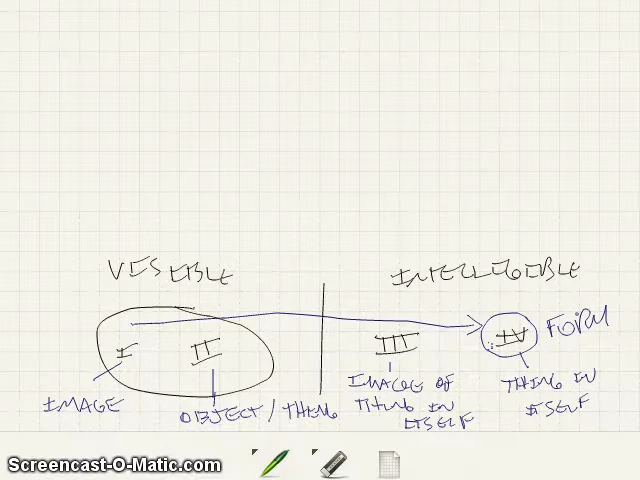 VISIBLE
INTELLIGIBLE
I
II
III
IV
FORM
IMAGE
OBJECT / THING
IMAGE OF
THING IN
ITSELF
THING IN
ITSELF
Screencast-O-Matic.com